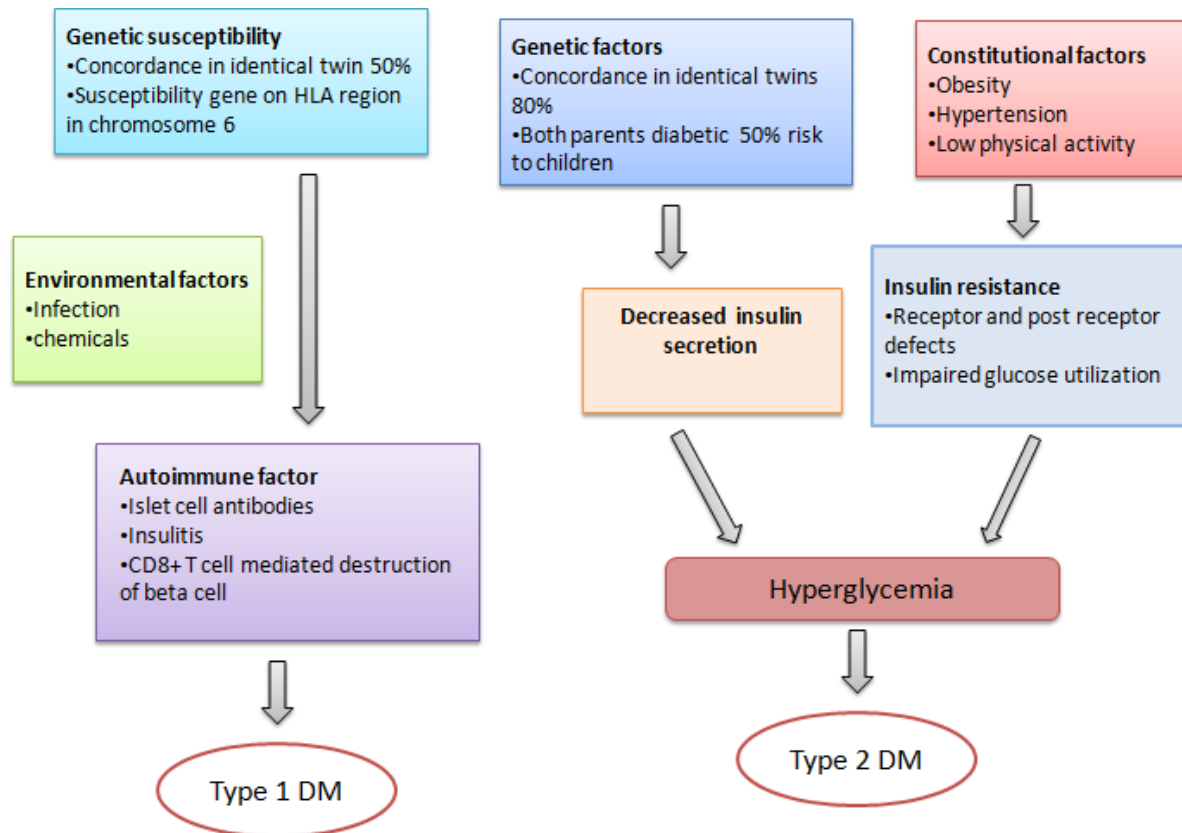 Genetic susceptibility
•Concordance in identical twin 50%
•Susceptibility gene on HLA region
in chromosome 6
Environmental factors
•Infection
•chemicals
Autoimmune factor
•Islet cell antibodies
•Insulitis
•CD8+ T cell mediated destruction
of beta cell
Type 1 DM
Genetic factors
•Concordance in identical twins
80%
•Both parents diabetic 50% risk
to children
Constitutional factors
•Obesity
•Hypertension
•Low physical activity
Decreased insulin
secretion
Insulin resistance
•Receptor and post receptor
defects
•Impaired glucose utilization
Hyperglycemia
Type 2 DM